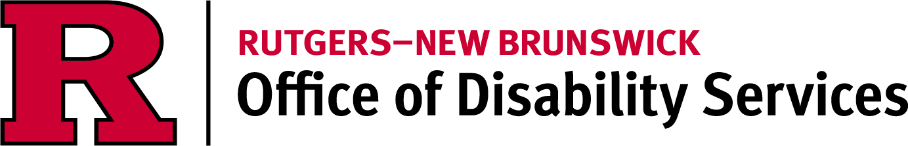 R
RUTGERS–NEW BRUNSWICK
Office of Disability Services